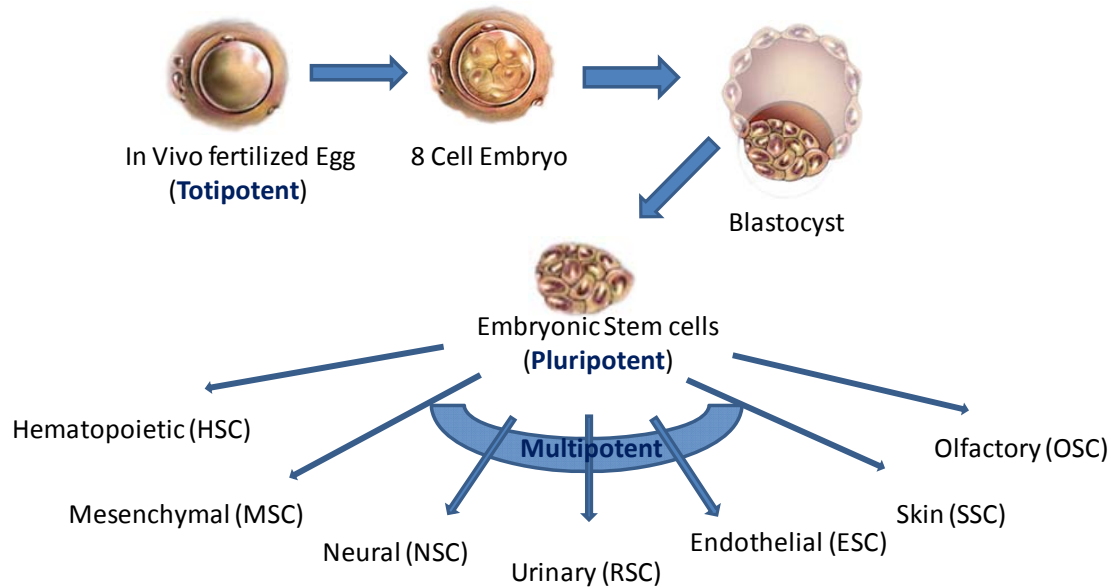 In Vivo fertilized Egg
(Totipotent)
8 Cell Embryo
Blastocyst
Embryonic Stem cells
(Pluripotent)
Multipotent
Hematopoietic (HSC)
Mesenchymal (MSC)
Neural (NSC)
Urinary (RSC)
Endothelial (ESC)
Skin (SSC)
Olfactory (OSC)